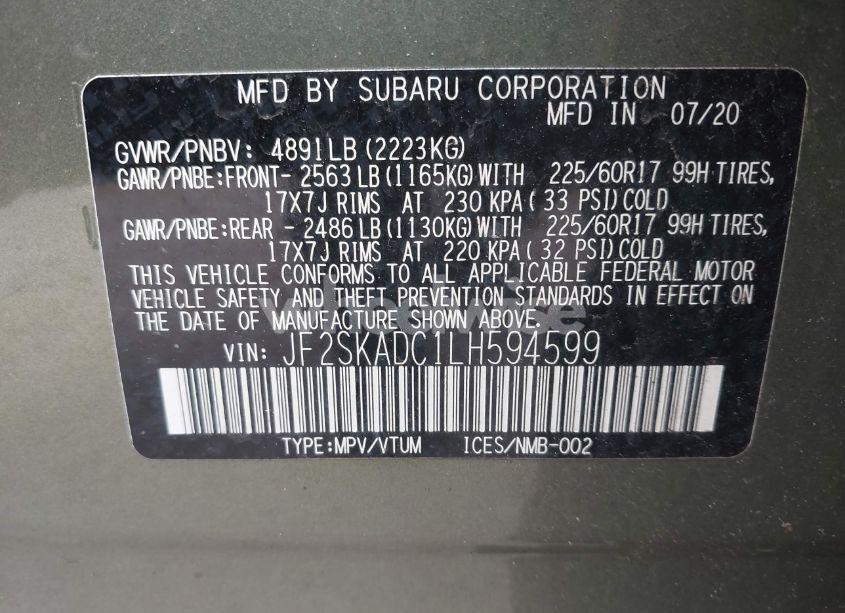 MFD BY SUBARU CORPORATION
MFD IN 07/20
GVWR/PNBV: 4891LB (2223KG)
GAWR/PNBE:FRONT- 2563 LB (1165KG)WITH 225/60R17 99H TIRES,
17X7J RIMS AT 230 KPA ( 33 PSI)COLD
GAWR/PNBE:REAR - 2486 LB (1130KG)WITH 225/60R17 99H TIRES,
17X7J RIMS AT 220 KPA ( 32 PSI)COLD
THIS VEHICLE CONFORMS TO ALL APPLICABLE FEDERAL MOTOR
VEHICLE SAFETY AND THEFT PREVENTION STANDARDS IN EFFECT ON
THE DATE OF MANUFACTURE SHOWN ABOVE.
VIN: JF2SKADC1LH594599
TYPE:MPV/VTUM ICES/NMB-002